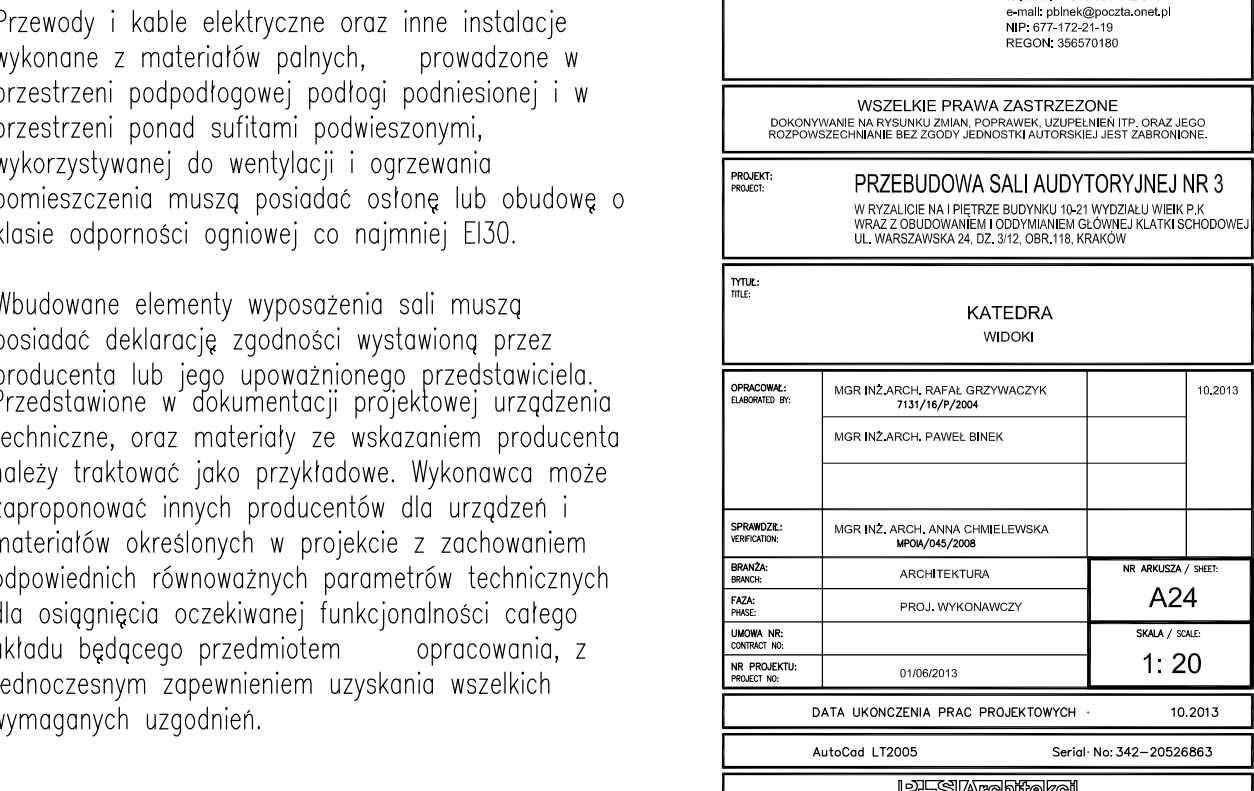 Przewody i kable elektryczne oraz inne instalacje
wykonane z materiałów palnych, prowadzone w
przestrzeni podpodłogowej podłogi podniesionej i w
przestrzeni ponad sufitami podwieszonymi,
wykorzystywanej do wentylacji i ogrzewania
pomieszczenia muszą posiadać osłonę lub obudowę o
klasie odporności ogniowej co najmniej EI30.
Wbudowane elementy wyposażenia sali muszą
posiadać deklarację zgodności wystawioną przez
producenta lub jego upoważnionego przedstawiciela.
Przedstawione w dokumentacji projektowej urządzenia
techniczne, oraz materiały ze wskazaniem producenta
należy traktować jako przykładowe. Wykonawca może
zaproponować innych producentów dla urządzeń i
materiałów określonych w projekcie z zachowaniem
odpowiednich równoważnych parametrów technicznych
dla osiągnięcia oczekiwanej funkcjonalności całego
układu będącego przedmiotem opracowania, z
jednoczesnym zapewnieniem uzyskania wszelkich
wymaganych uzgodnień.
e-mail: pbinek@poczta.onet.pl
NIP: 677-172-21-19
REGON: 356570180
WSZELKIE PRAWA ZASTRZEZONE
DOKONYWANIE NA RYSUNKU ZMIAN, POPRAWEK, UZUPEŁNIEŃ ITP. ORAZ JEGO
ROZPOWSZECHNIANIE BEZ ZGODY JEDNOSTKI AUTORSKIEJ JEST ZABRONIONE.
PROJEKT:
PROJECT:
PRZEBUDOWA SALI AUDYTORYJNEJ NR 3
W RYZALICIE NA I PIĘTRZE BUDYNKU 10-21 WYDZIAŁU WIEIK P.K
WRAZ Z OBUDOWANIEM I ODDYMIANIEM GŁÓWNEJ KLATKI SCHODOWEJ
UL. WARSZAWSKA 24, DZ. 3/12, OBR.118, KRAKÓW
TYTUŁ:
TITLE:
KATEDRA
WIDOKI
OPRACOWAŁ:
ELABORATED BY:
MGR INŻ.ARCH. RAFAŁ GRZYWACZYK
7131/16/P/2004
10.2013
MGR INŻ.ARCH. PAWEŁ BINEK
SPRAWDZIŁ:
VERIFICATION:
MGR INŻ. ARCH. ANNA CHMIELEWSKA
MPOIA/045/2008
BRANŻA:
BRANCH:
ARCHITEKTURA
NR ARKUSZA / SHEET:
A24
FAZA:
PHASE:
PROJ. WYKONAWCZY
UMOWA NR:
CONTRACT NO:
SKALA / SCALE:
1: 20
NR PROJEKTU:
PROJECT NO:
01/06/2013
DATA UKONCZENIA PRAC PROJEKTOWYCH · 10.2013
AutoCad LT2005 Serial· No: 342–20526863